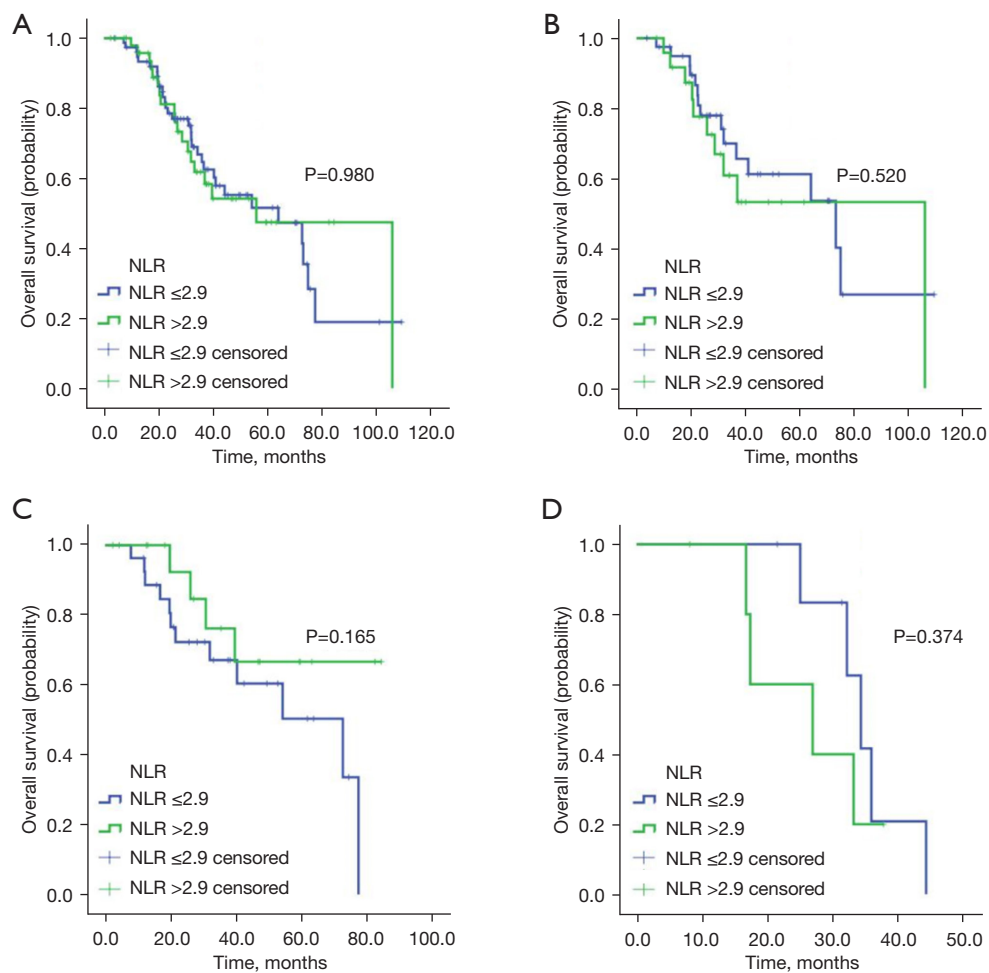 A
Overall survival (probability)
1.0
0.8
0.6
0.4
0.2
0.0
P=0.980
NLR
NLR ≤2.9
NLR >2.9
NLR ≤2.9 censored
NLR >2.9 censored
0.0 20.0 40.0 60.0 80.0 100.0 120.0
Time, months
B
Overall survival (probability)
1.0
0.8
0.6
0.4
0.2
0.0
P=0.520
NLR
NLR ≤2.9
NLR >2.9
NLR ≤2.9 censored
NLR >2.9 censored
0.0 20.0 40.0 60.0 80.0 100.0 120.0
Time, months
C
Overall survival (probability)
1.0
0.8
0.6
0.4
0.2
0.0
P=0.165
NLR
NLR ≤2.9
NLR >2.9
NLR ≤2.9 censored
NLR >2.9 censored
0.0 20.0 40.0 60.0 80.0 100.0
Time, months
D
Overall survival (probability)
1.0
0.8
0.6
0.4
0.2
0.0
P=0.374
NLR
NLR ≤2.9
NLR >2.9
NLR ≤2.9 censored
NLR >2.9 censored
0.0 10.0 20.0 30.0 40.0 50.0
Time, months